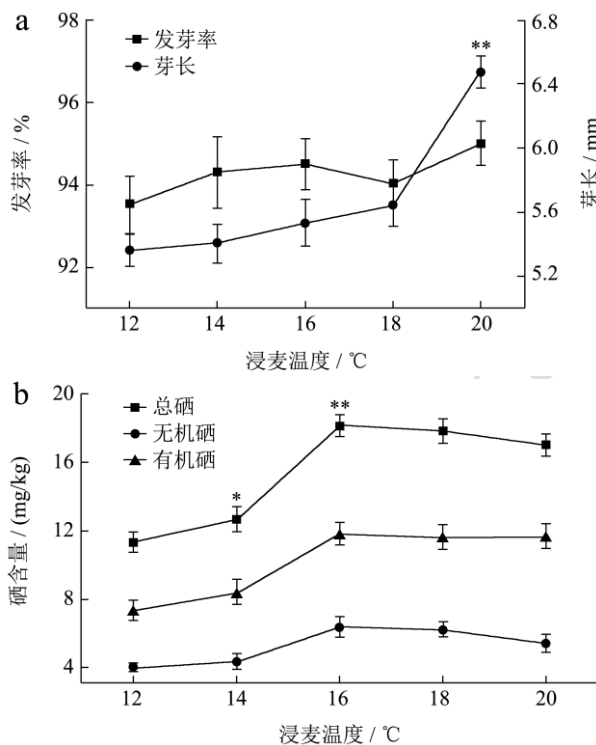 a
发芽率
芽长
**
98
96
94
92
发芽率 / %
6.8
6.4
6.0
5.6
5.2
芽长 / mm
12 14 16 18 20
浸麦温度 / ℃
b
总硒
无机硒
有机硒
*
**
20
16
12
8
4
硒含量 / (mg/kg)
12 14 16 18 20
浸麦温度 / ℃